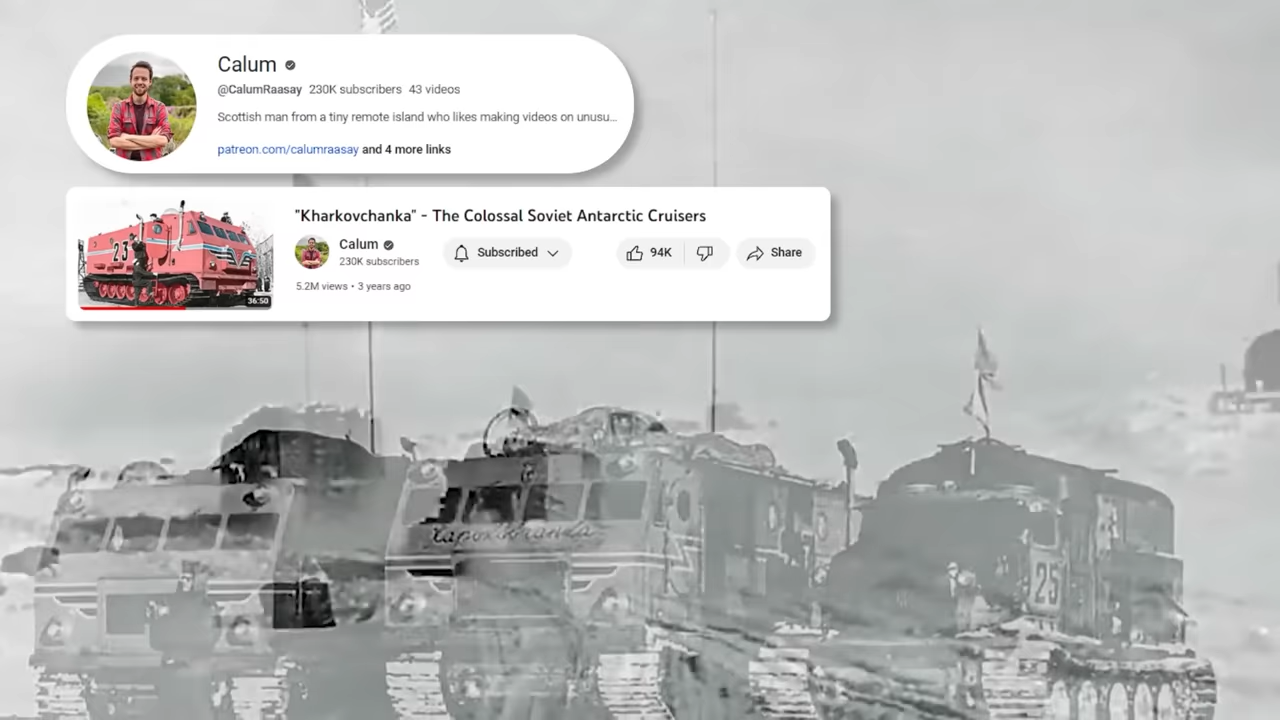 Calum
@CalumRaasay 230K subscribers 43 videos
Scottish man from a tiny remote island who likes making videos on unusu...
patreon.com/calumraasay and 4 more links
"Kharkovchanka" - The Colossal Soviet Antarctic Cruisers
Calum
230K subscribers
Subscribed
94K
Share
5.2M views • 3 years ago
23
36:50
25